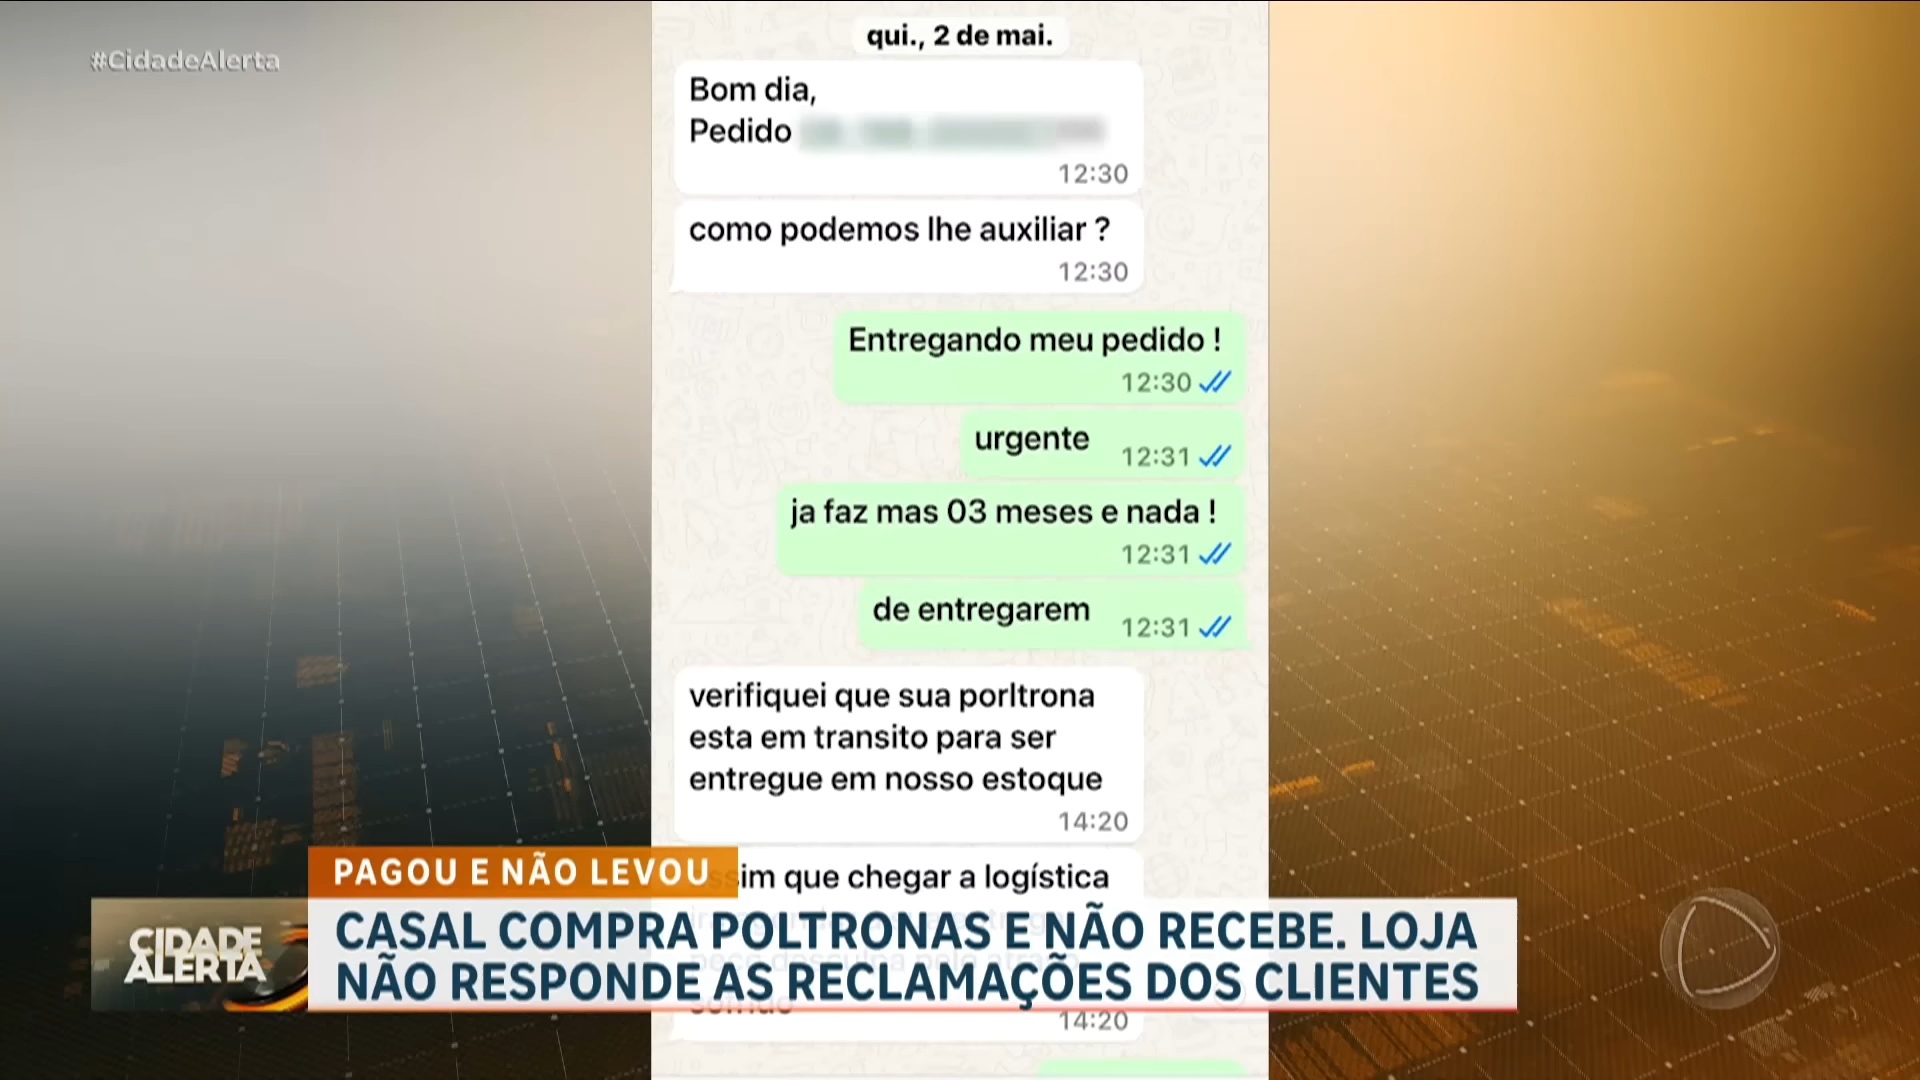 #CidadeAlerta
qui., 2 de mai.
Bom dia,
Pedido
12:30
como podemos lhe auxiliar ?
12:30
Entregando meu pedido !
12:30
urgente
12:31
ja faz mas 03 meses e nada !
12:31
de entregarem
12:31
verifiquei que sua porltrona
esta em transito para ser
entregue em nosso estoque
14:20
que chegar a logística
14:20
PAGOU E NÃO LEVOU
CASAL COMPRA POLTRONAS E NÃO RECEBE. LOJA
NÃO RESPONDE AS RECLAMAÇÕES DOS CLIENTES
CIDADE
ALERTA